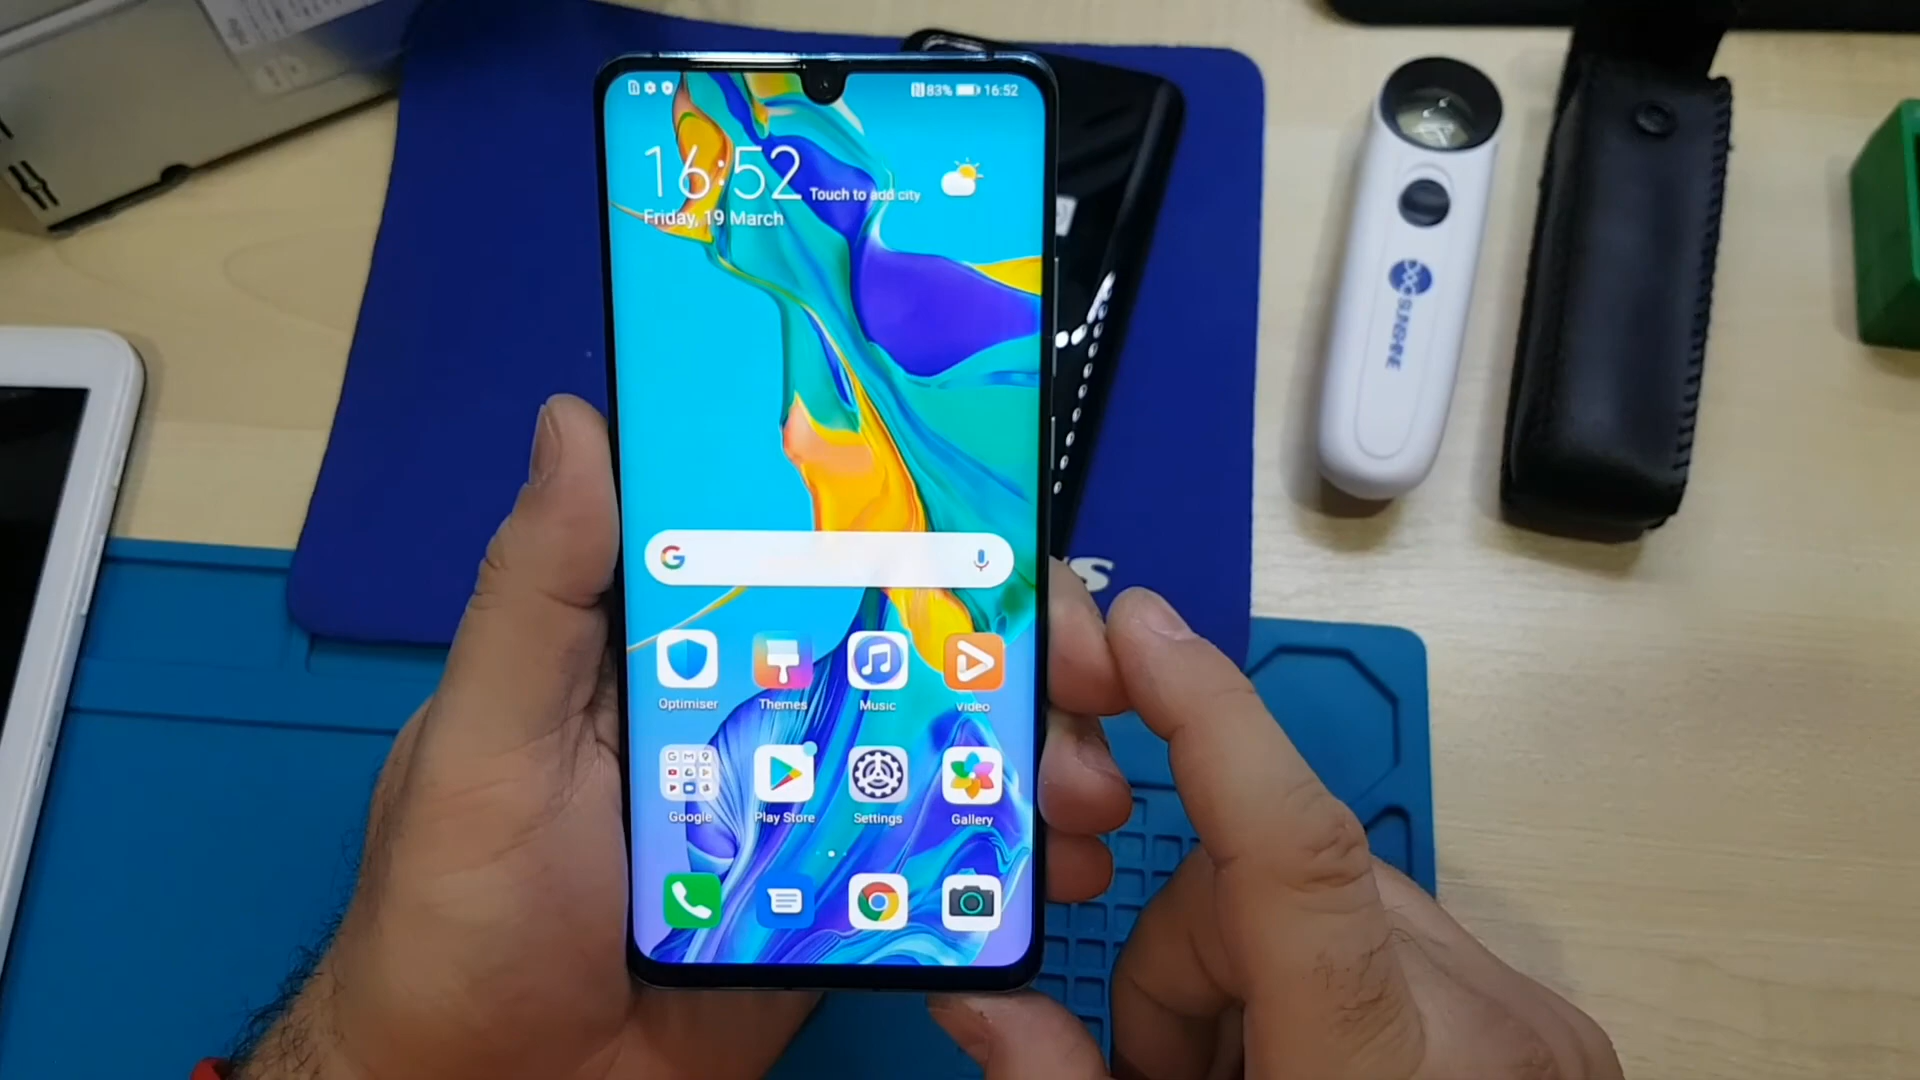 83% 16:52
16:52
Touch to add city
Friday, 19 March
Optimiser
Themes
Music
Video
Google
Play Store
Settings
Gallery
SUNSHINE
S